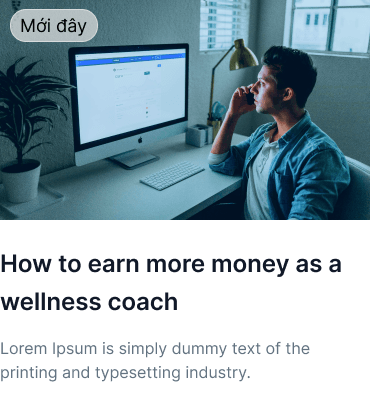 Mới đây
How to earn more money as a
wellness coach
Lorem Ipsum is simply dummy text of the
printing and typesetting industry.